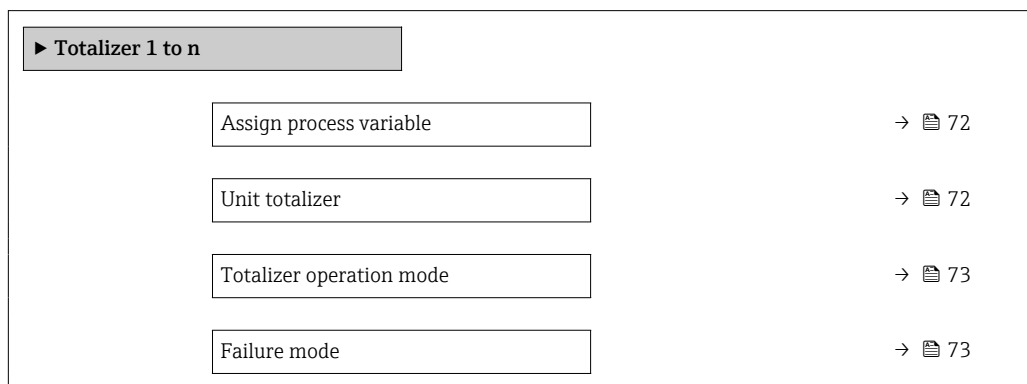 ▶ Totalizer 1 to n
Assign process variable → 72
Unit totalizer → 72
Totalizer operation mode → 73
Failure mode → 73